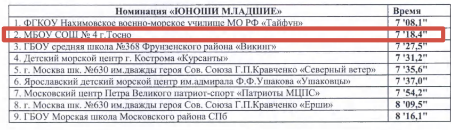 Номинация «ЮНОШИ МЛАДШИЕ» Время
1. ФГКОУ Нахимовское военно-морское училище МО РФ «Тайфун» 7 '08,1"
2. МБОУ СОШ № 4 г.Тосно 7 '18,4"
3. ГБОУ средняя школа №368 Фрунзенского района «Викинг» 7 '27,5"
4. Детский морской центр г. Кострома «Курсанты» 7 '31,2"
5. г. Москва шк. №630 им.дважды героя Сов. Союза Г.П.Кравченко «Северный ветер» 7 '35,6"
6. Ярославский детский морской центр им.адмирала Ф.Ф.Ушакова «Ушаковцы» 7 '37,0"
7. Московский центр Петра Великого патриот-спорт «Патриоты МЦПС» 7 '54,2"
8. г. Москва шк. №630 им.дважды героя Сов. Союза Г.П.Кравченко «Ерши» 8 '09,5"
9. ГБОУ Морская школа Московского района СПб 8 '16,1"